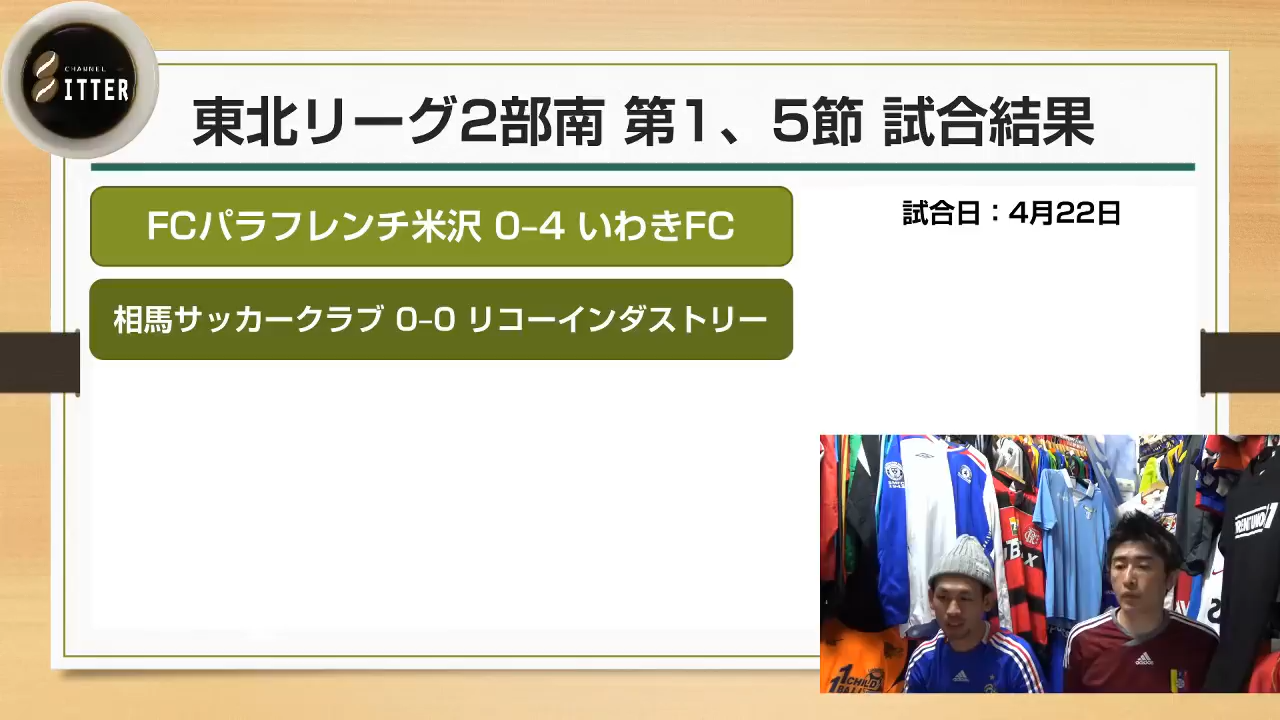 CHANNEL
BITTER
東北リーグ2部南 第1、5節 試合結果
FCパラフレンチ米沢 0-4 いわきFC
試合日：4月22日
相馬サッカークラブ 0-0 リコーインダストリー
adidas
adidas